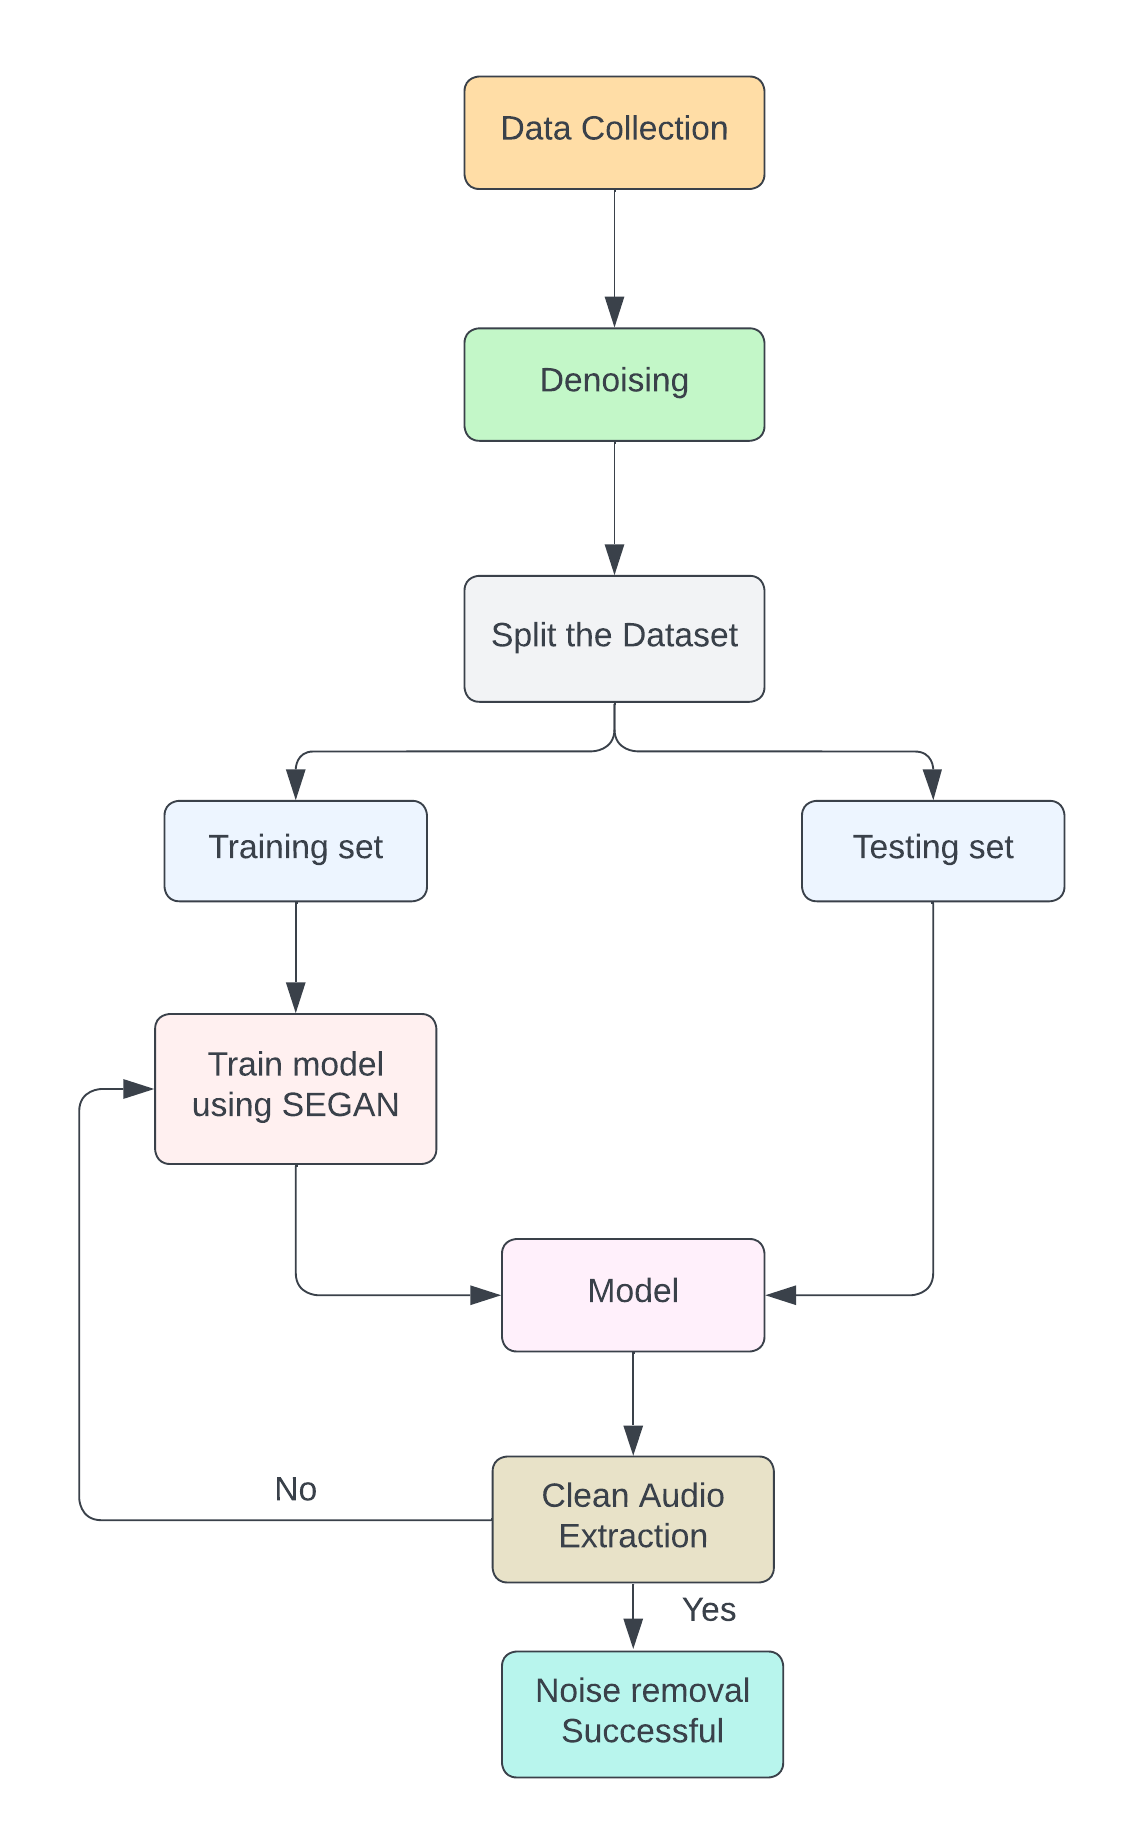 Data Collection
Denoising
Split the Dataset
Training set
Testing set
Train model
using SEGAN
Model
No
Clean Audio
Extraction
Yes
Noise removal
Successful